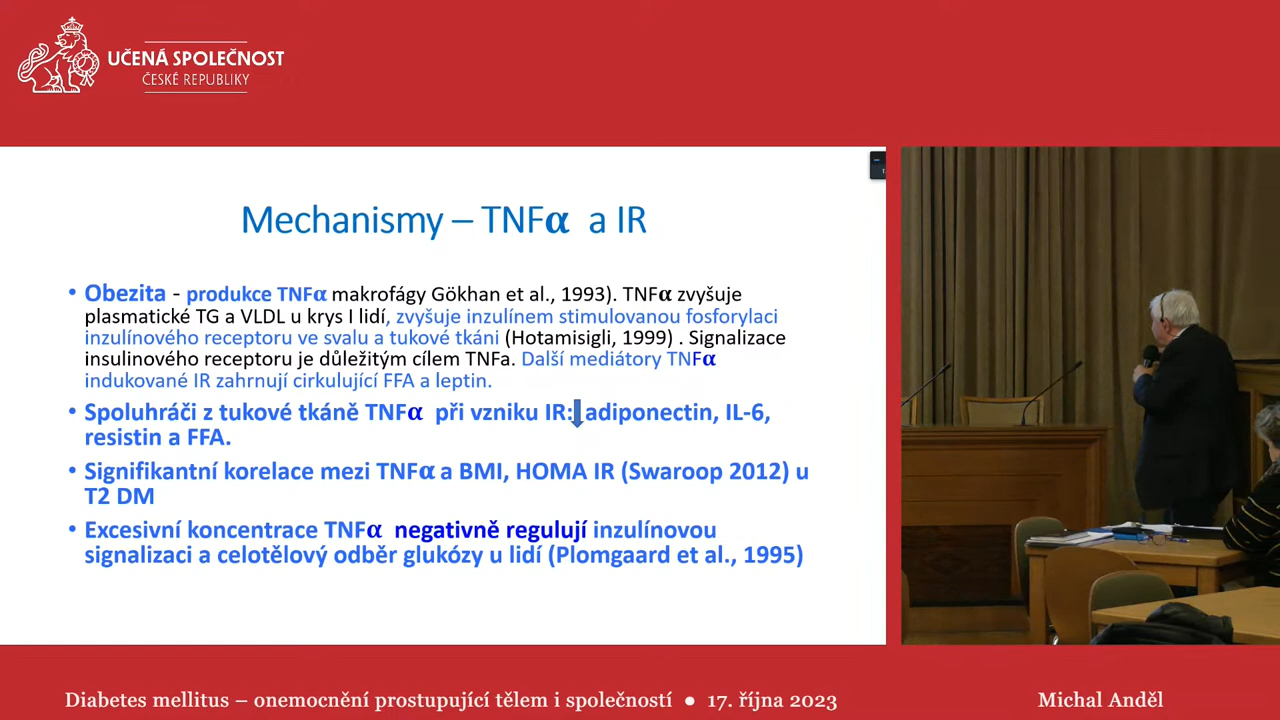 UČENÁ SPOLEČNOST
ČESKÉ REPUBLIKY
Mechanismy – TNFα a IR
• Obezita - produkce TNFα makrofágy Gökhan et al., 1993). TNFα zvyšuje
plasmatické TG a VLDL u krys I lidí, zvyšuje inzulínem stimulovanou fosforylaci
inzulínového receptoru ve svalu a tukové tkáni (Hotamisigli, 1999) . Signalizace
insulinového receptoru je důležitým cílem TNFa. Další mediátory TNFα
indukované IR zahrnují cirkulující FFA a leptin.
• Spoluhráči z tukové tkáně TNFα při vzniku IR: adiponectin, IL-6,
resistin a FFA.
• Signifikantní korelace mezi TNFα a BMI, HOMA IR (Swaroop 2012) u
T2 DM
• Excesivní koncentrace TNFα negativně regulují inzulínovou
signalizaci a celotělový odběr glukózy u lidí (Plomgaard et al., 1995)
Diabetes mellitus – onemocnění prostupující tělem i společností ● 17. října 2023
Michal Anděl